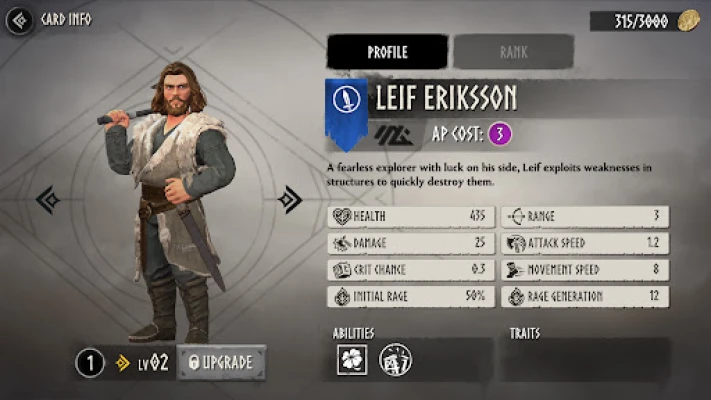 CARD INFO
315/3000
PROFILE
RANK
LEIF ERIKSSON
AP COST: 3
A fearless explorer with luck on his side, Leif exploits weaknesses in
structures to quickly destroy them.
HEALTH 435
RANGE 3
DAMAGE 25
ATTACK SPEED 1.2
CRIT CHANCE 0.3
MOVEMENT SPEED 8
INITIAL RAGE 50%
RAGE GENERATION 12
ABILITIES
TRAITS
1 LV02 UPGRADE